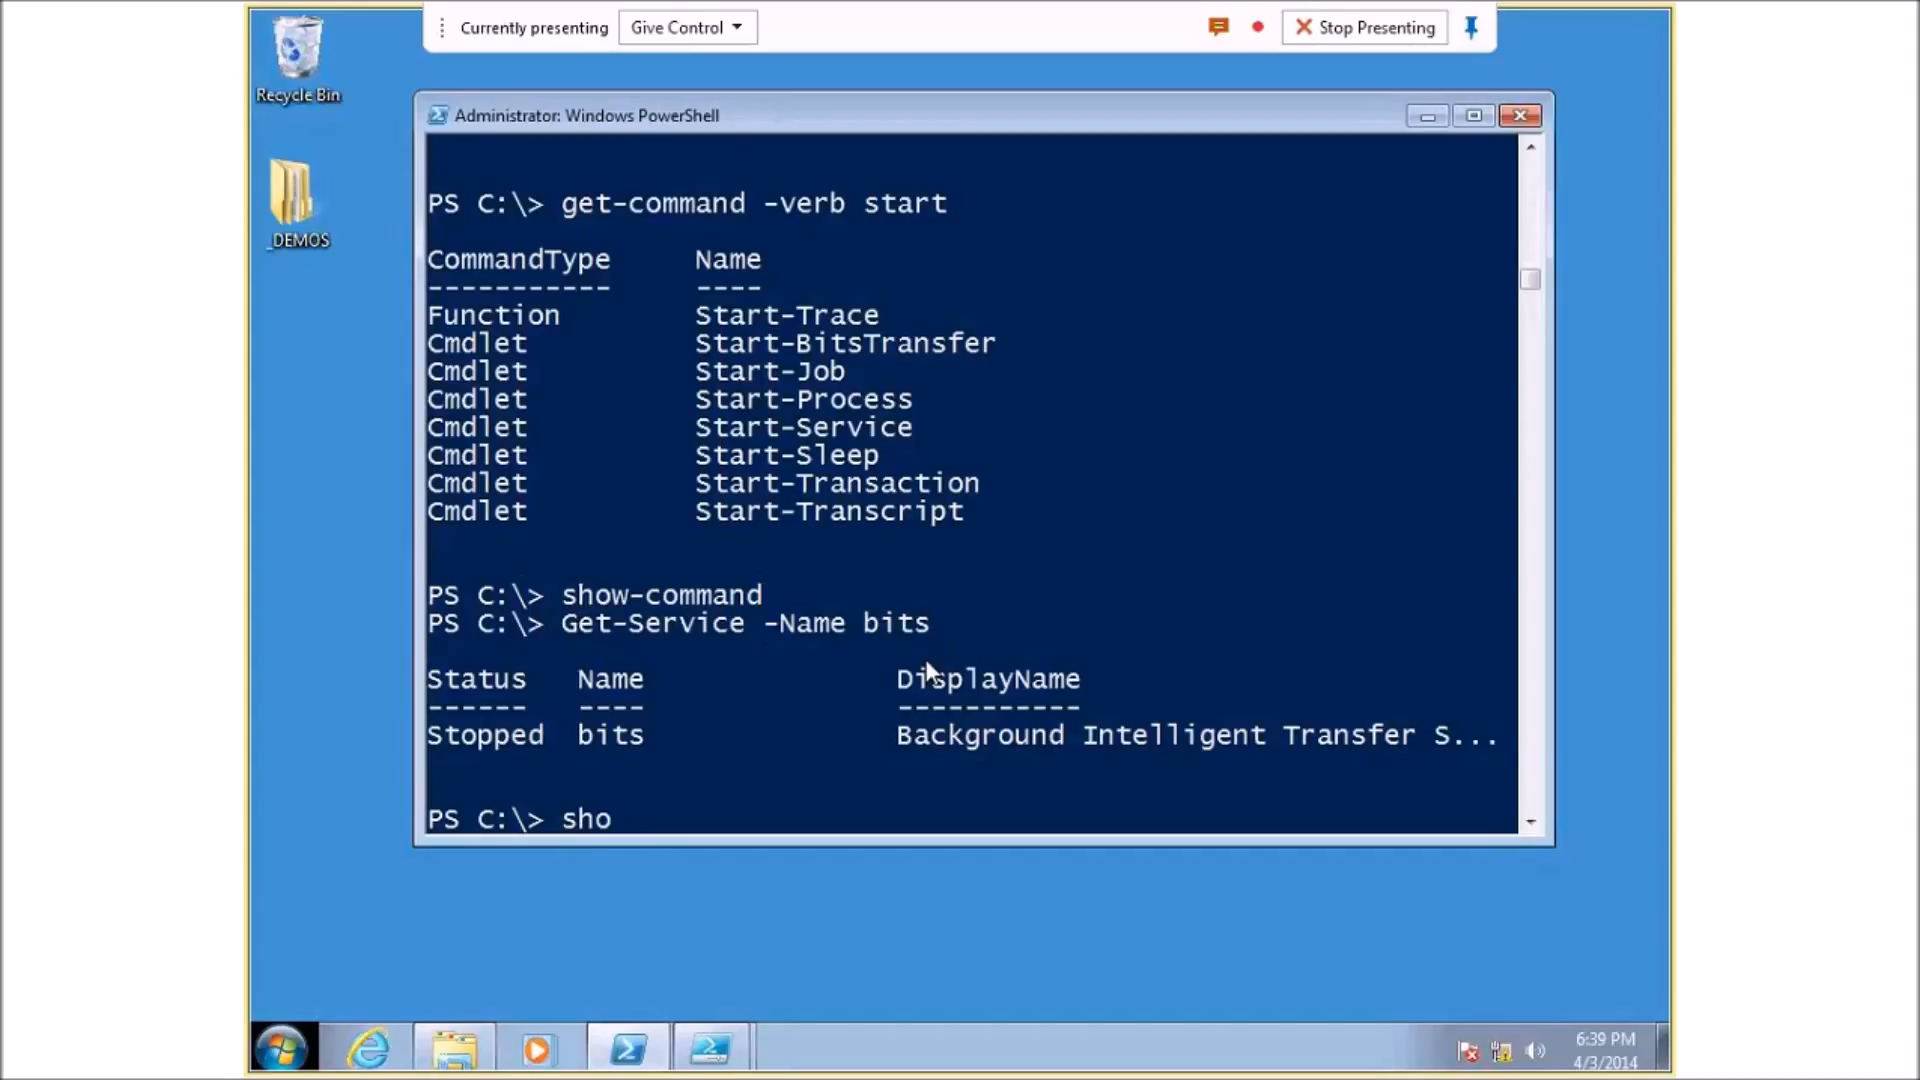 Currently presenting
Give Control
Stop Presenting
Recycle Bin
_DEMOS
Administrator: Windows PowerShell
PS C:\> get-command -verb start
CommandType Name
----------- ----
Function Start-Trace
Cmdlet Start-BitsTransfer
Cmdlet Start-Job
Cmdlet Start-Process
Cmdlet Start-Service
Cmdlet Start-Sleep
Cmdlet Start-Transaction
Cmdlet Start-Transcript
PS C:\> show-command
PS C:\> Get-Service -Name bits
Status Name DisplayName
------ ---- -----------
Stopped bits Background Intelligent Transfer S...
PS C:\> sho
6:39 PM
4/3/2014